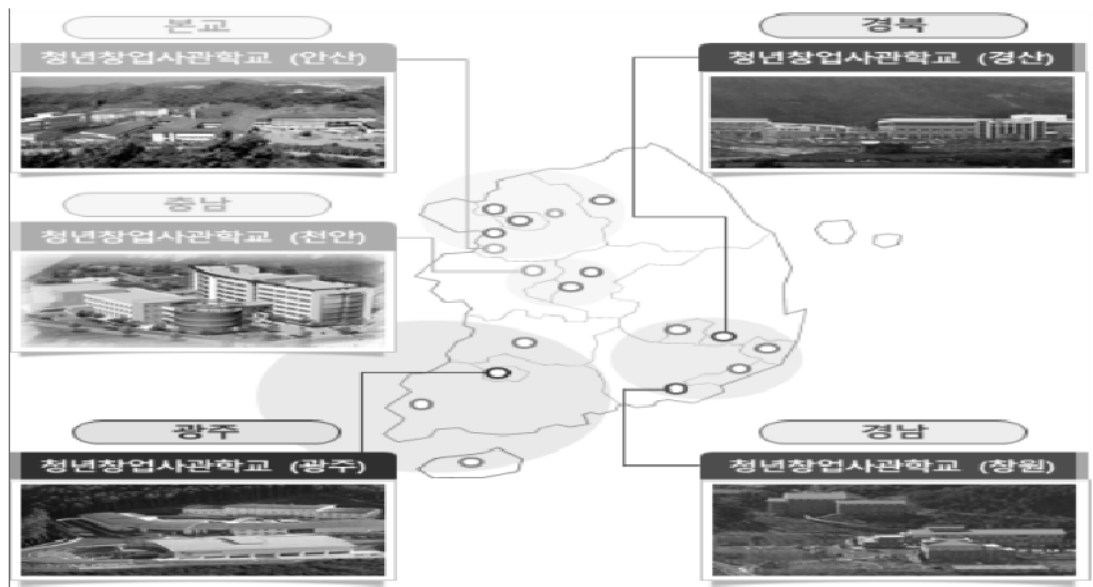 본교
청년창업사관학교 (안산)
충남
청년창업사관학교 (천안)
광주
청년창업사관학교 (광주)
경북
청년창업사관학교 (경산)
경남
청년창업사관학교 (창원)